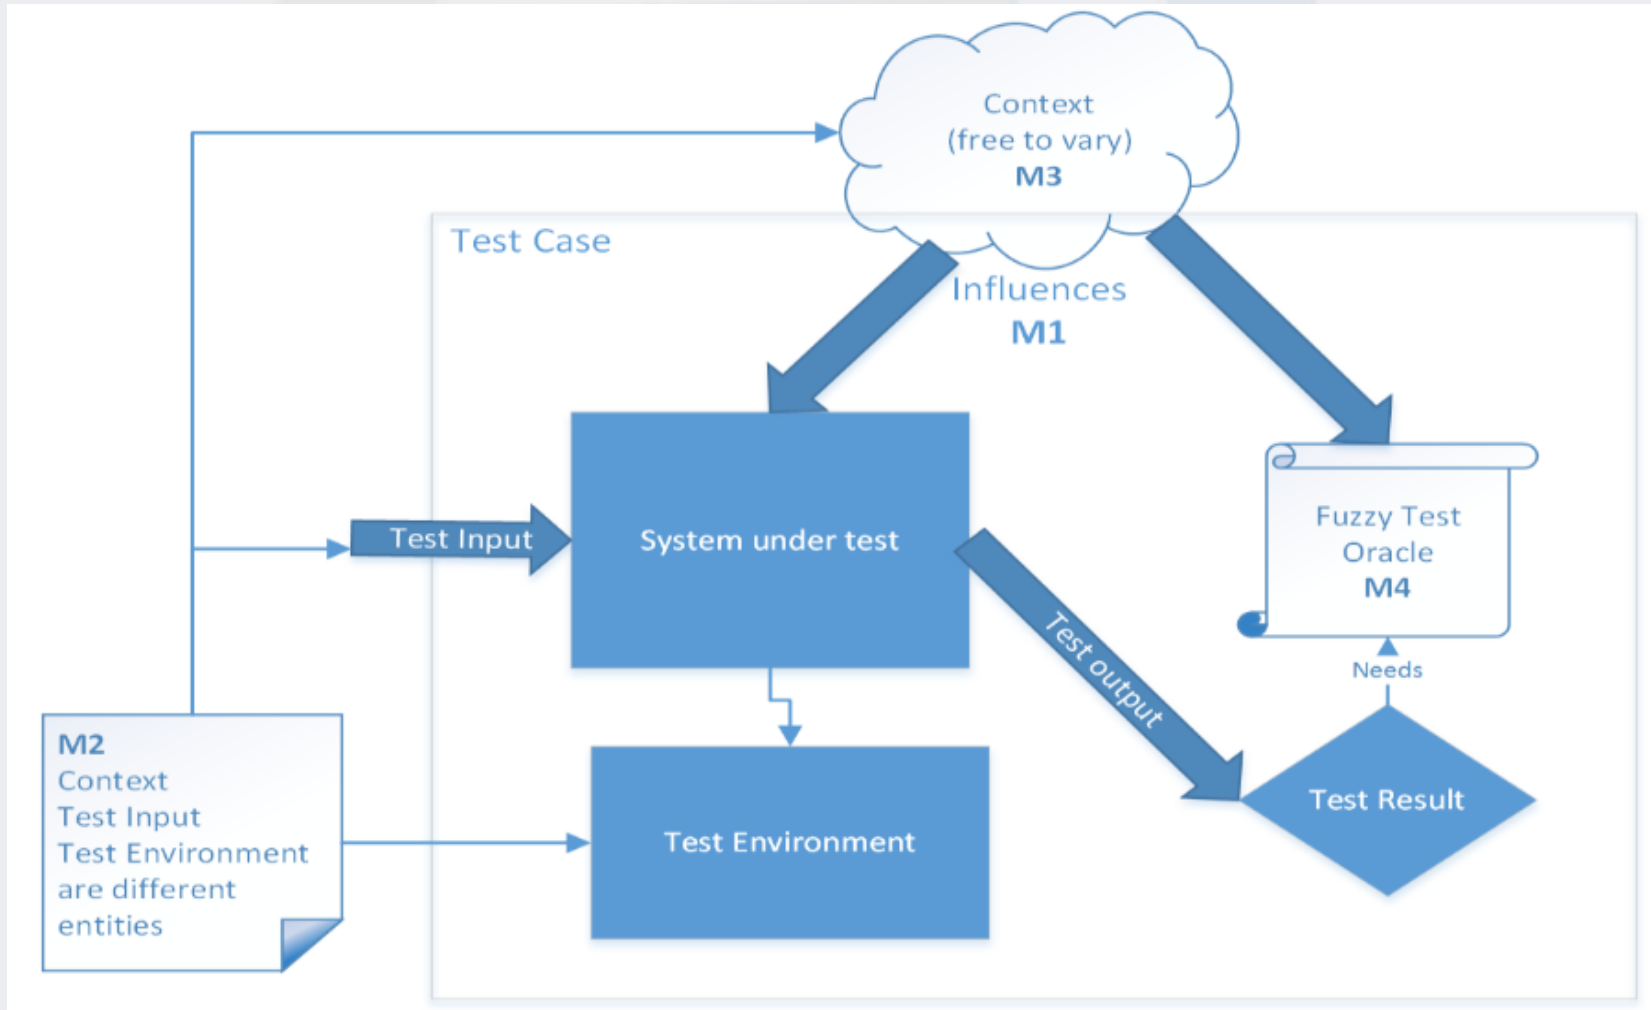 Context
(free to vary)
M3
Test Case
Influences
M1
Test Input
System under test
Fuzzy Test
Oracle
M4
Test output
Needs
M2
Context
Test Input
Test Environment
are different
entities
Test Environment
Test Result